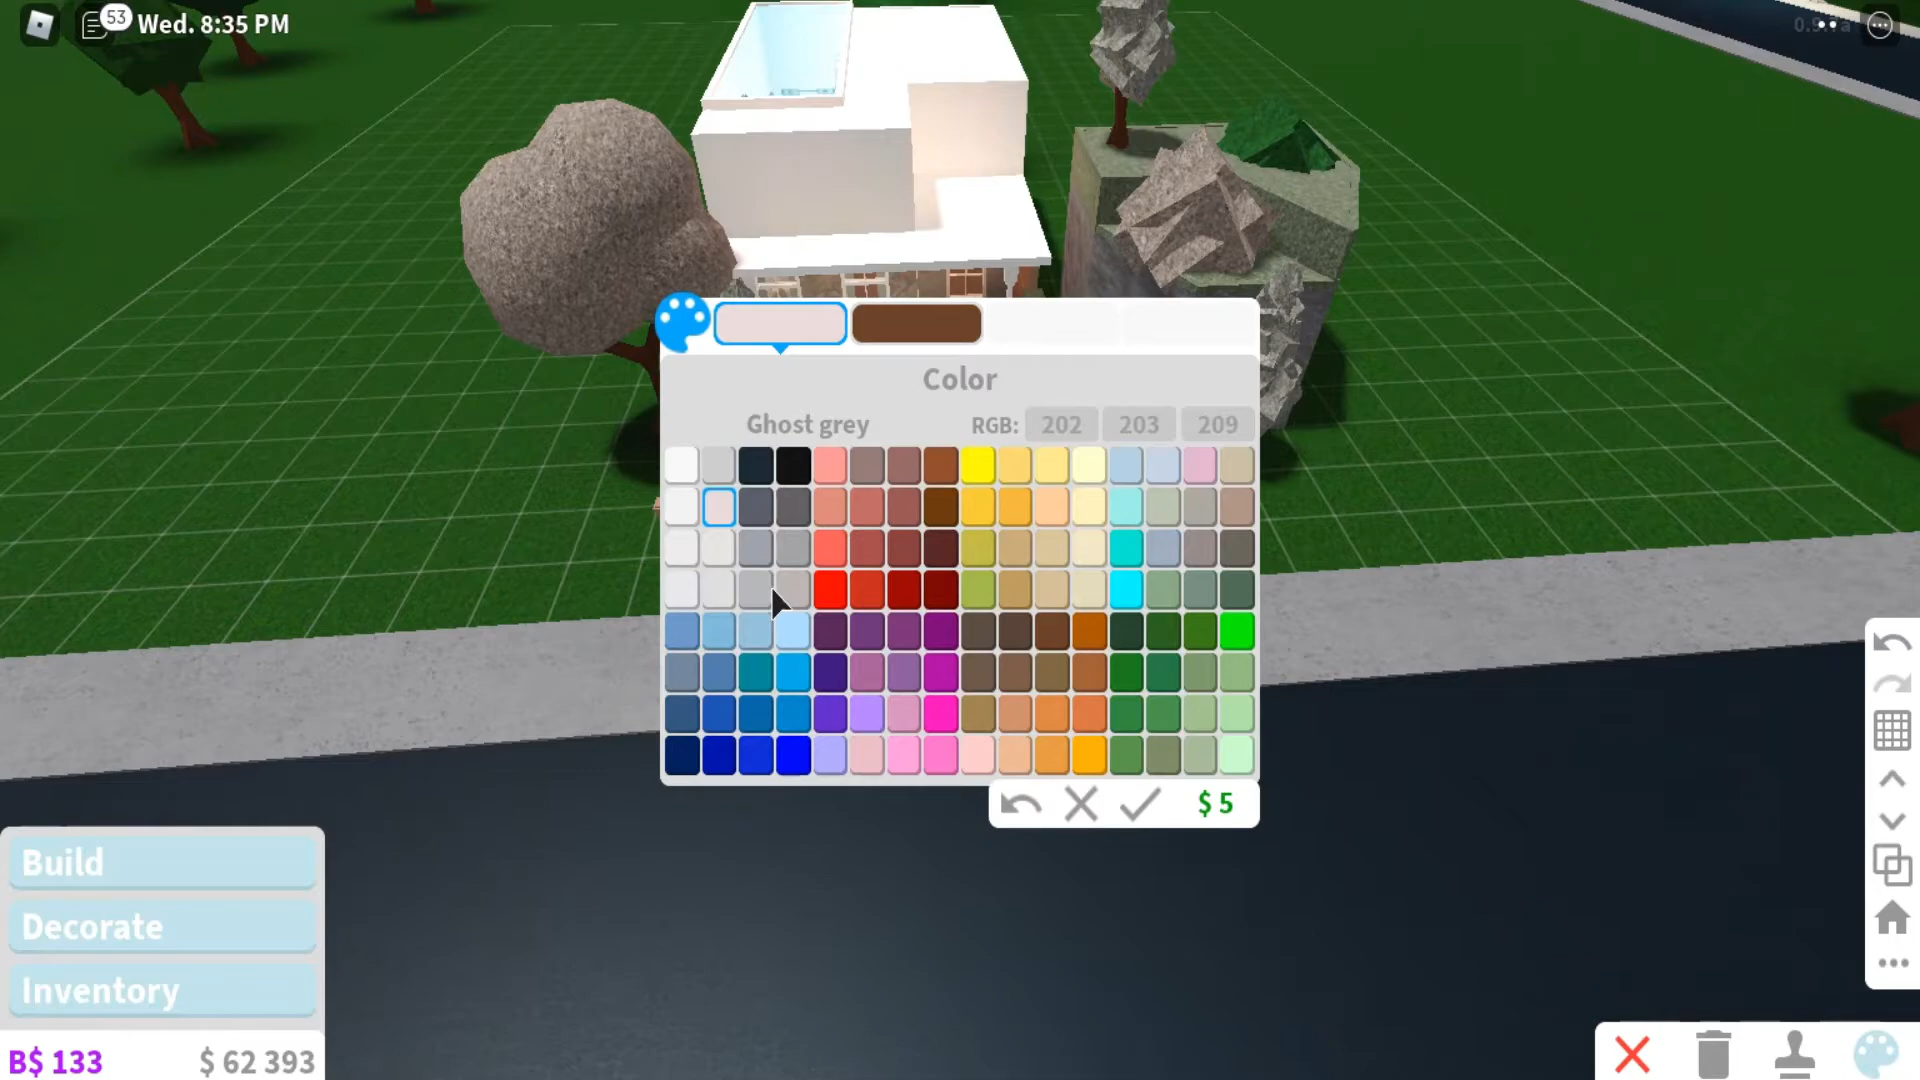 53 Wed. 8:35 PM
Color
Ghost grey RGB: 202 203 209
$ 5
Build
Decorate
Inventory
B$ 133 $ 62 393